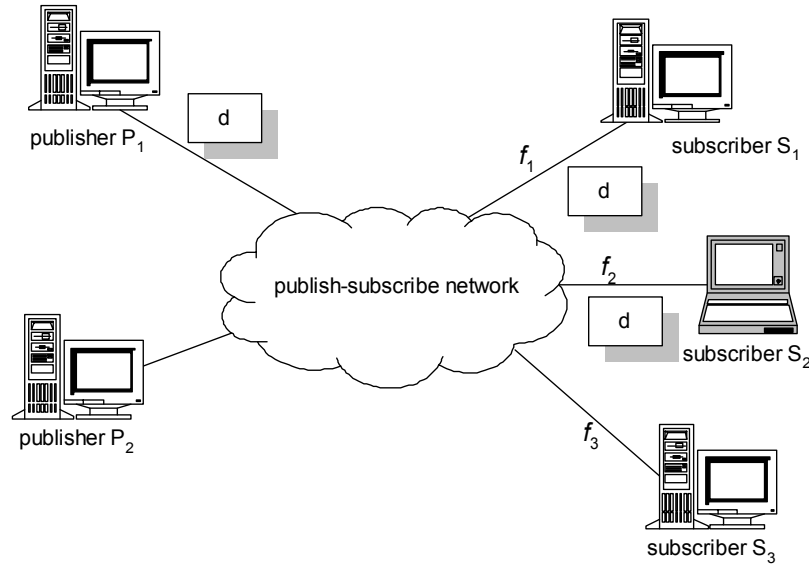 d
publisher P1
f1
subscriber S1
d
publish-subscribe network
f2
d
subscriber S2
publisher P2
f3
subscriber S3